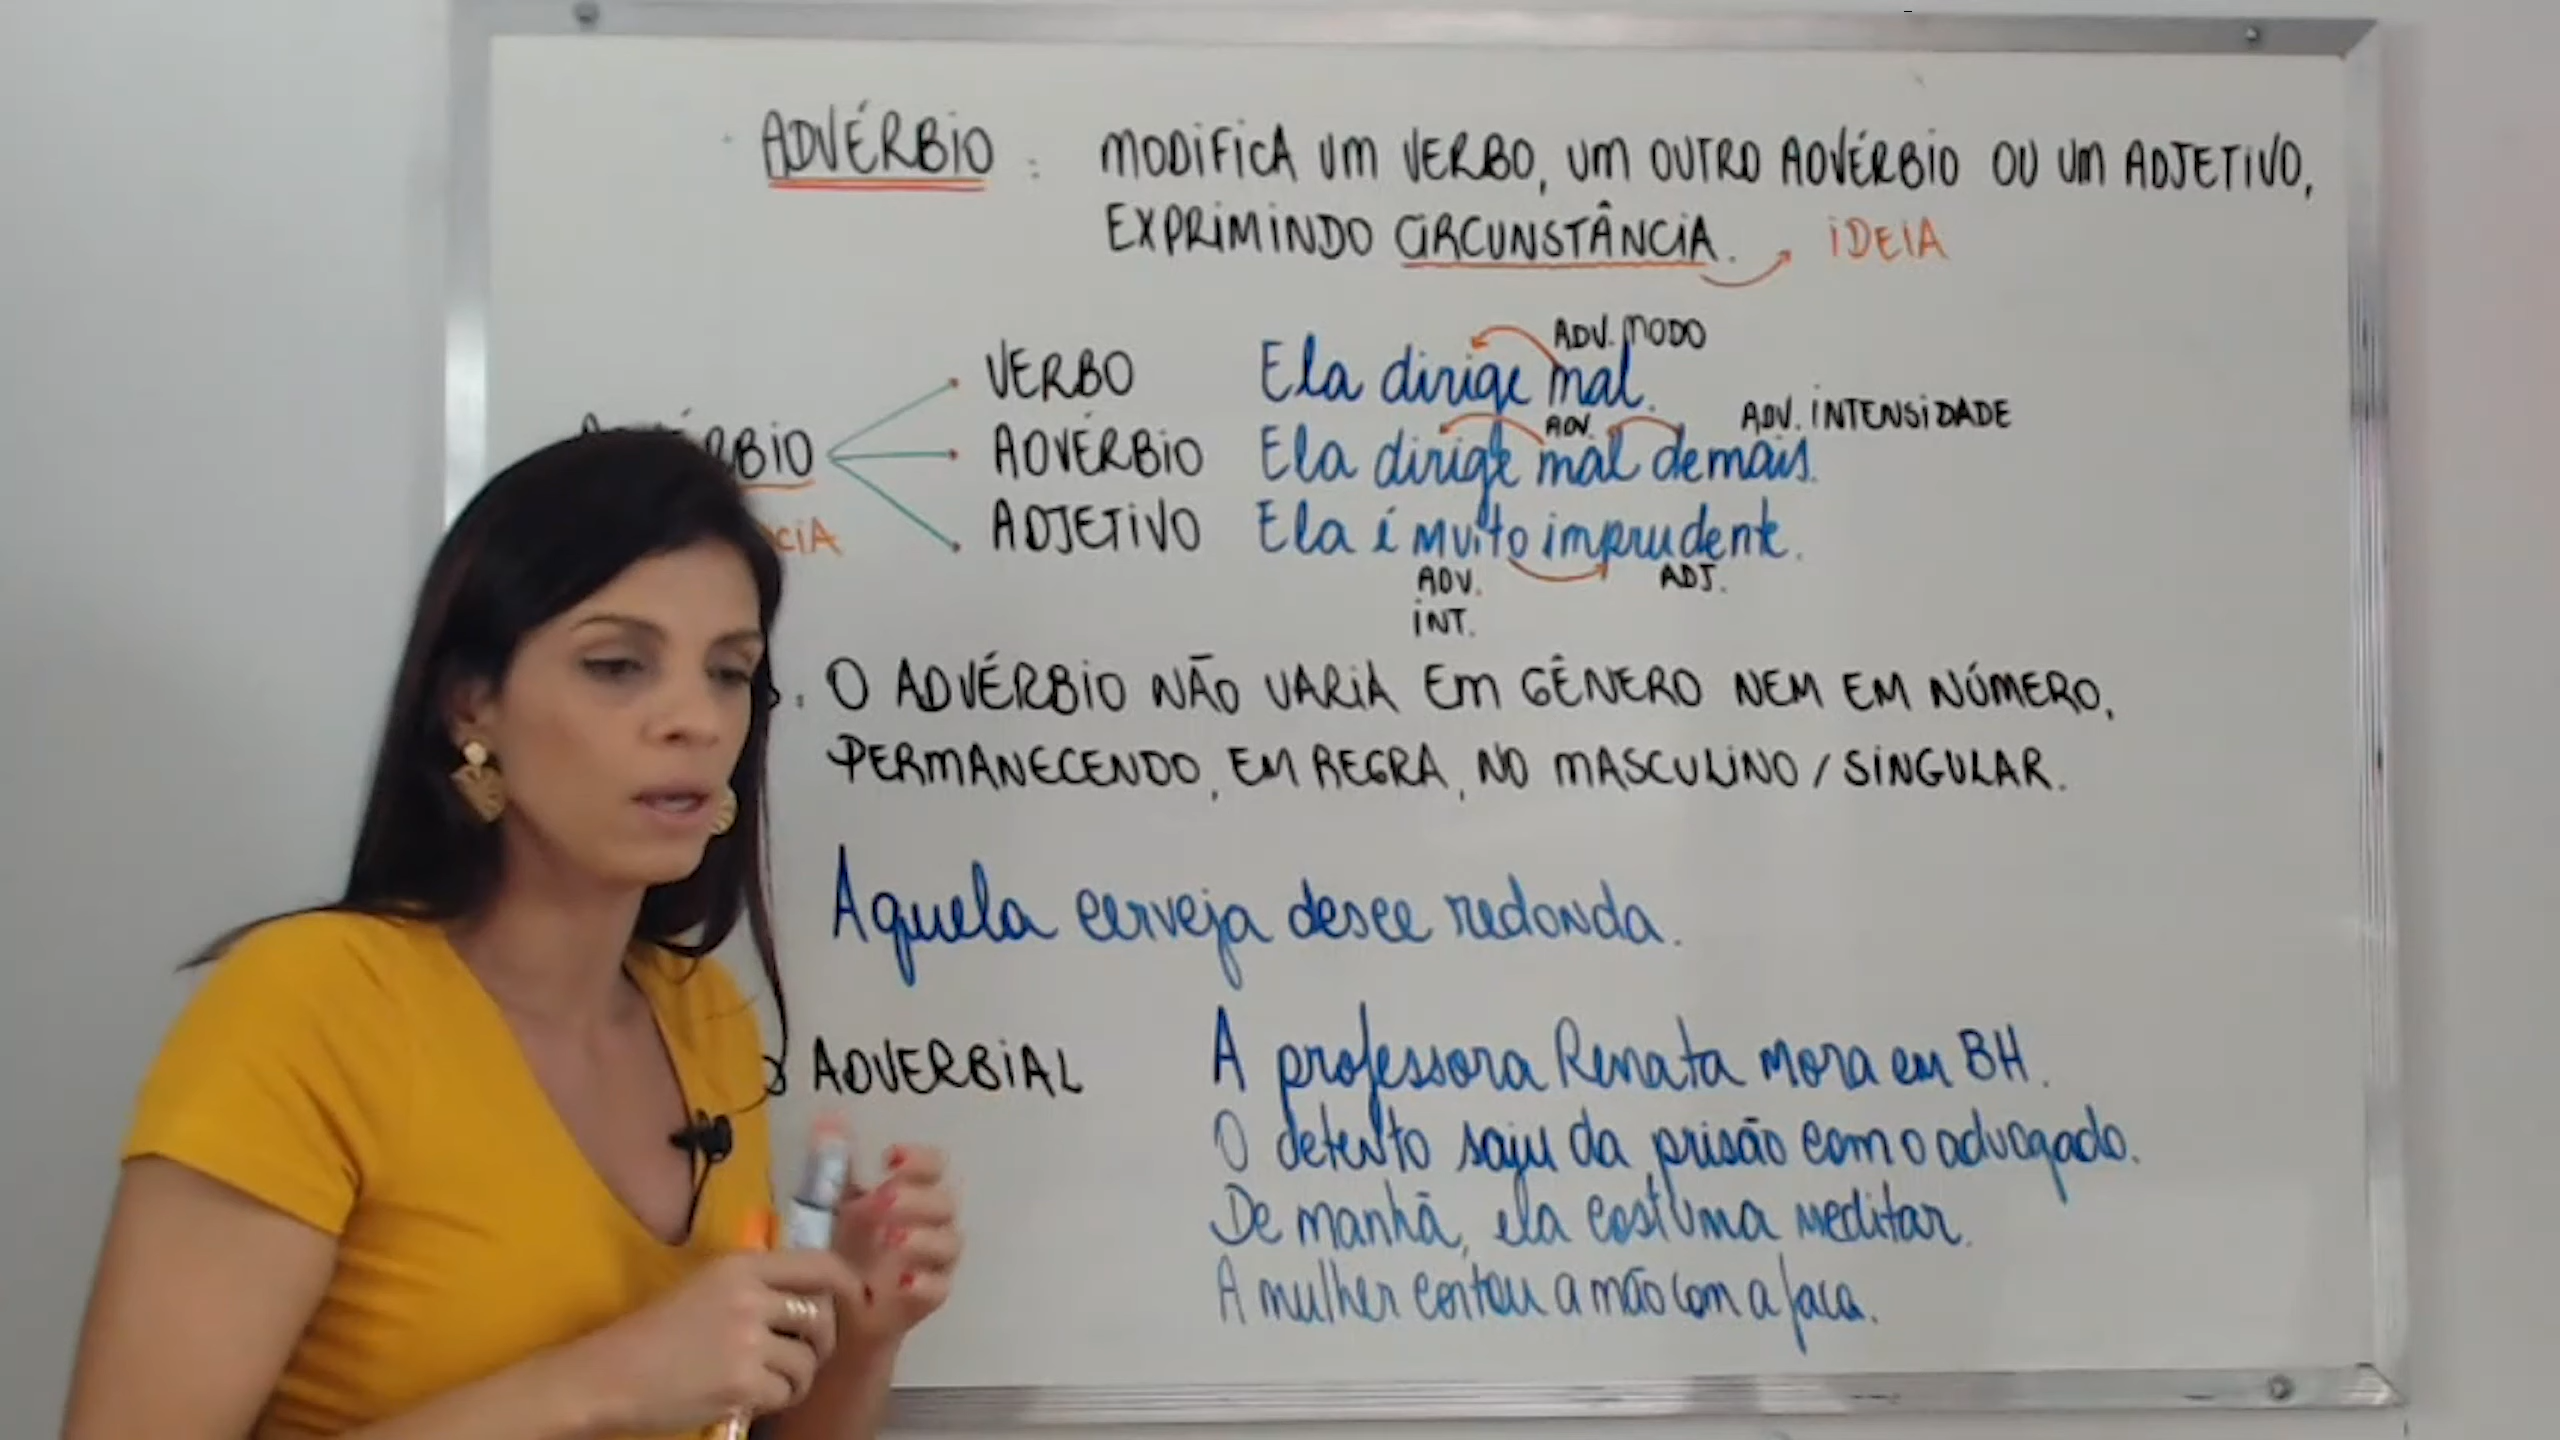 ADVÉRBIO : MODIFICA UM VERBO, UM OUTRO ADVÉRBIO OU UM ADJETIVO,
EXPRIMINDO CIRCUNSTÂNCIA. IDEIA
ADV. MODO
VERBO Ela dirige mal.
ADV. ADV. INTENSIDADE
ADVÉRBIO Ela dirige mal demais.
ADJETIVO Ela é muito imprudente.
ADV. ADJ.
INT.
O ADVÉRBIO NÃO VARIA EM GÊNERO NEM EM NÚMERO,
PERMANECENDO, EM REGRA, NO MASCULINO / SINGULAR.
Aquela cerveja desce redonda.
ADVERBIAL A professora Renata mora em BH.
O detento saiu da prisão com o advogado.
De manhã, ela costuma meditar.
A mulher cortou a mão com a faca.